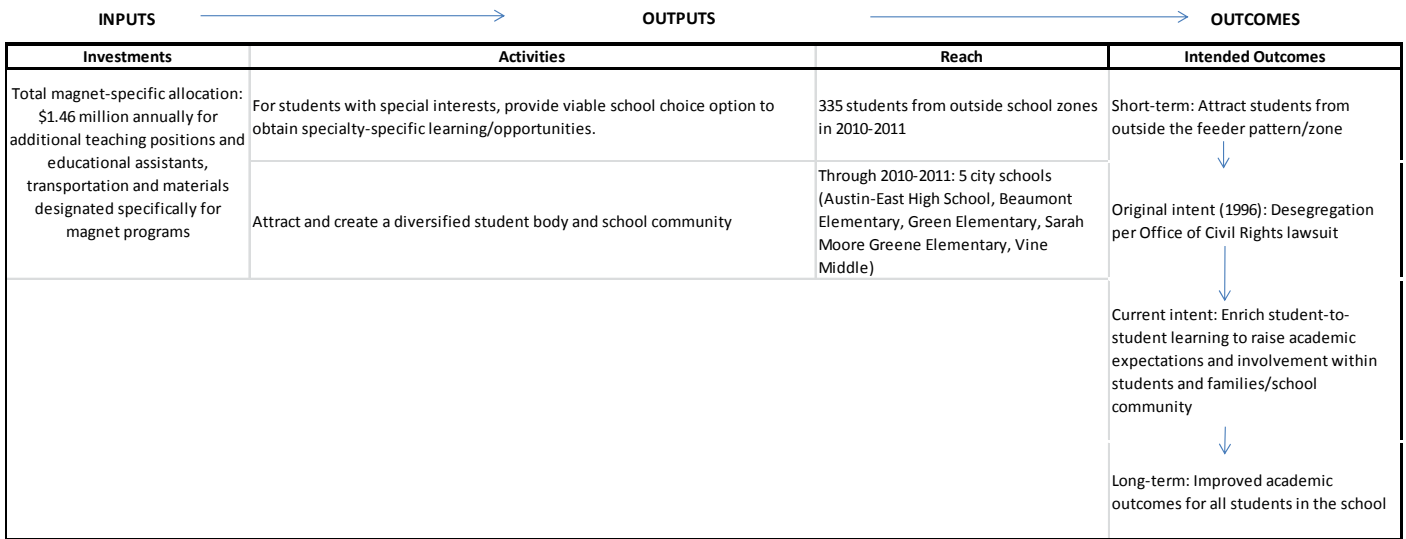 INPUTS
OUTPUTS
OUTCOMES
Investments
Activities
Reach
Intended Outcomes
Total magnet-specific allocation:
$1.46 million annually for
additional teaching positions and
educational assistants,
transportation and materials
designated specifically for
magnet programs
For students with special interests, provide viable school choice option to
obtain specialty-specific learning/opportunities.
335 students from outside school zones
in 2010-2011
Short-term: Attract students from
outside the feeder pattern/zone
Attract and create a diversified student body and school community
Through 2010-2011: 5 city schools
(Austin-East High School, Beaumont
Elementary, Green Elementary, Sarah
Moore Greene Elementary, Vine
Middle)
Original intent (1996): Desegregation
per Office of Civil Rights lawsuit
Current intent: Enrich student-to-
student learning to raise academic
expectations and involvement within
students and families/school
community
Long-term: Improved academic
outcomes for all students in the school